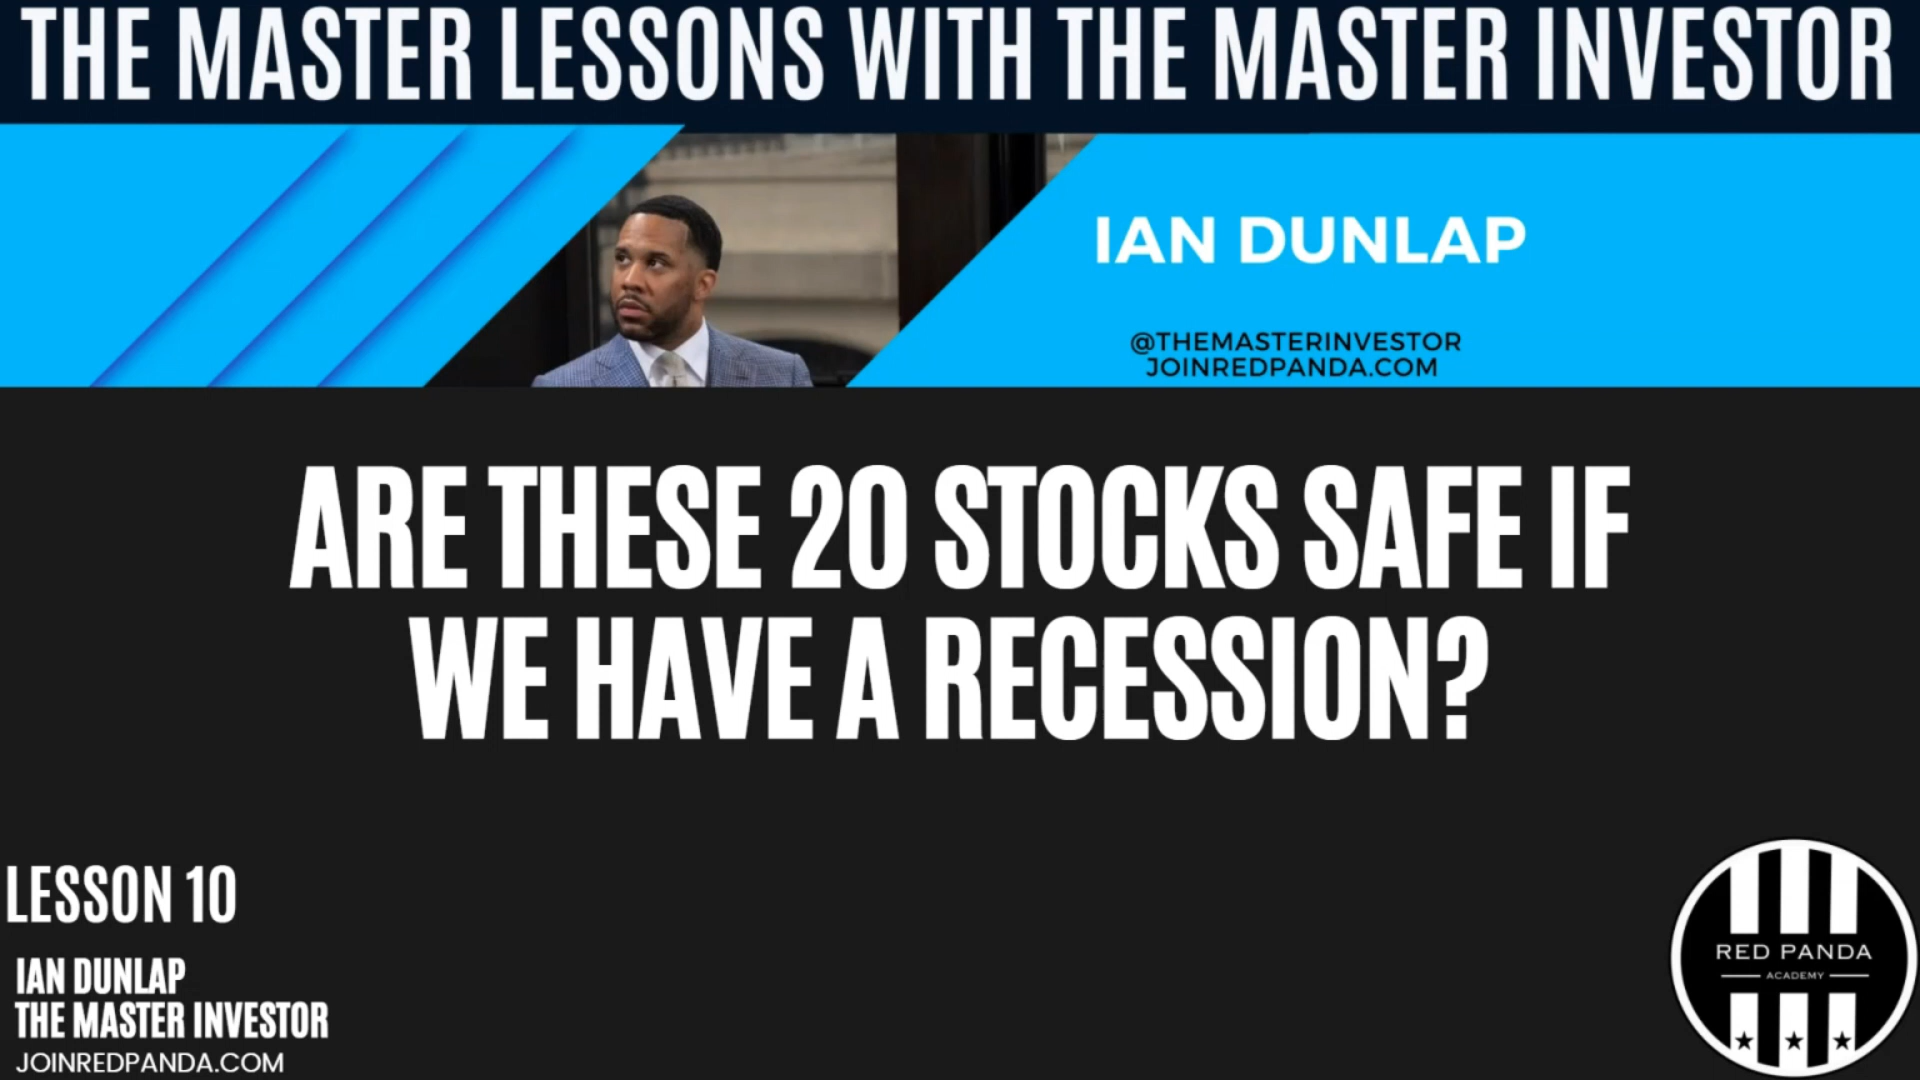 THE MASTER LESSONS WITH THE MASTER INVESTOR
IAN DUNLAP
@THEMASTERINVESTOR
JOINREDPANDA.COM
ARE THESE 20 STOCKS SAFE IF
WE HAVE A RECESSION?
LESSON 10
IAN DUNLAP
THE MASTER INVESTOR
JOINREDPANDA.COM
RED PANDA
ACADEMY